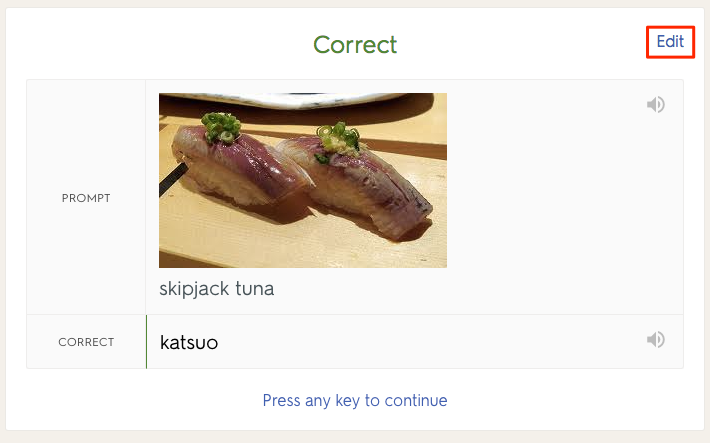 Correct
Edit
PROMPT
skipjack tuna
CORRECT
katsuo
Press any key to continue